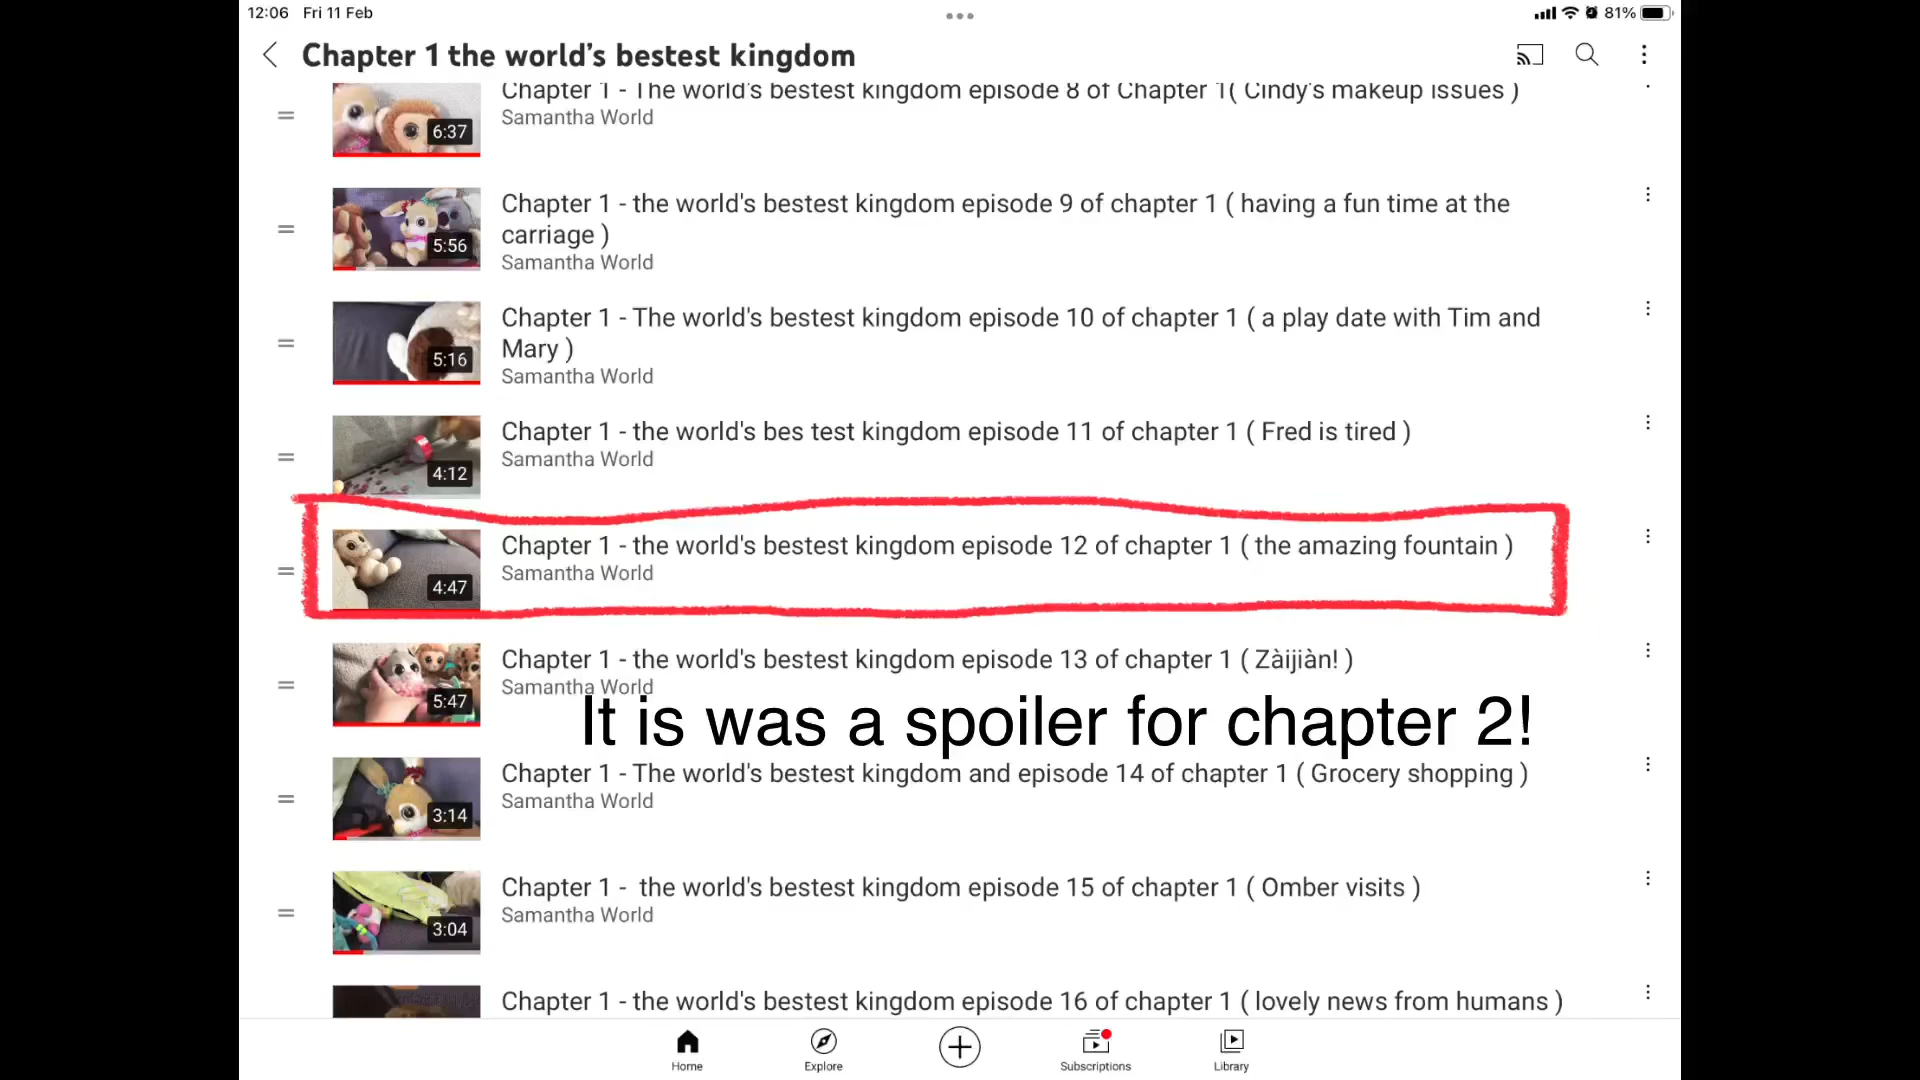 12:06 Fri 11 Feb
81%
Chapter 1 the world's bestest kingdom
Chapter 1 - The world's bestest kingdom episode 8 of Chapter 1( Cindy's makeup issues )
Samantha World
6:37
Chapter 1 - the world's bestest kingdom episode 9 of chapter 1 ( having a fun time at the
carriage )
Samantha World
5:56
Chapter 1 - The world's bestest kingdom episode 10 of chapter 1 ( a play date with Tim and
Mary )
Samantha World
5:16
Chapter 1 - the world's bes test kingdom episode 11 of chapter 1 ( Fred is tired )
Samantha World
4:12
Chapter 1 - the world's bestest kingdom episode 12 of chapter 1 ( the amazing fountain )
Samantha World
4:47
Chapter 1 - the world's bestest kingdom episode 13 of chapter 1 ( Zàijiàn! )
Samantha World
5:47
It is was a spoiler for chapter 2!
Chapter 1 - The world's bestest kingdom and episode 14 of chapter 1 ( Grocery shopping )
Samantha World
3:14
Chapter 1 - the world's bestest kingdom episode 15 of chapter 1 ( Omber visits )
Samantha World
3:04
Chapter 1 - the world's bestest kingdom episode 16 of chapter 1 ( lovely news from humans )
Home
Explore
Subscriptions
Library